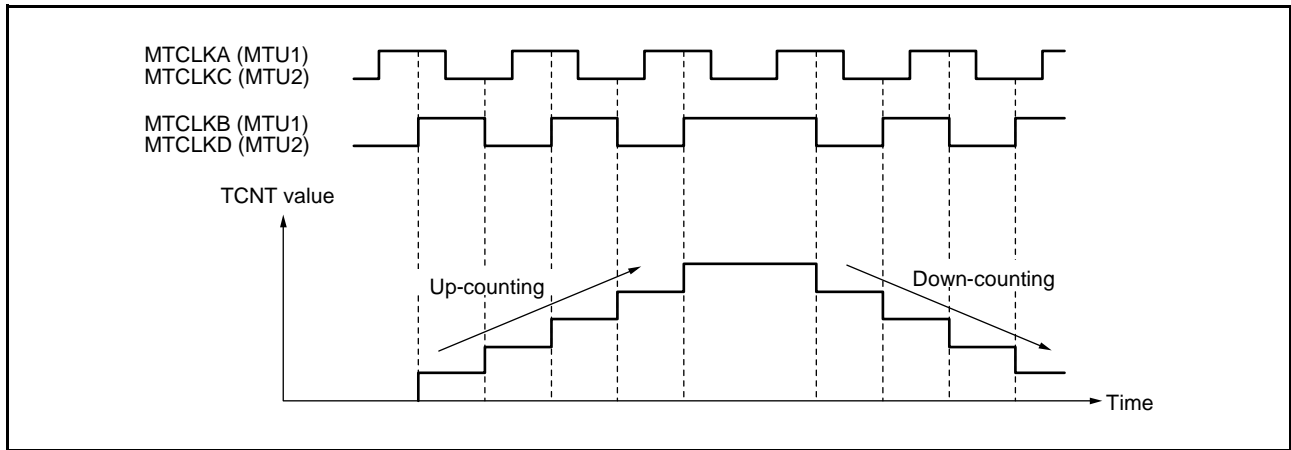 MTCLKA (MTU1)
MTCLKC (MTU2)
MTCLKB (MTU1)
MTCLKD (MTU2)
TCNT value
Up-counting
Down-counting
Time